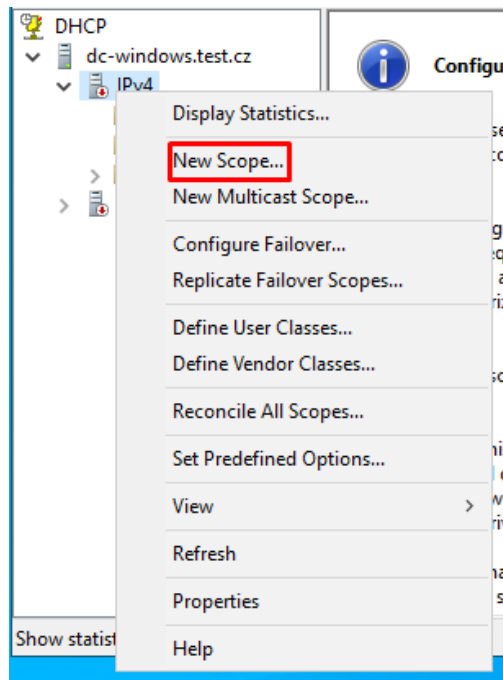 DHCP
dc-windows.test.cz
Configu
IPv4
Display Statistics...
New Scope...
New Multicast Scope...
Configure Failover...
Replicate Failover Scopes...
Define User Classes...
Define Vendor Classes...
Reconcile All Scopes...
Set Predefined Options...
View
Refresh
Properties
Show statist
Help